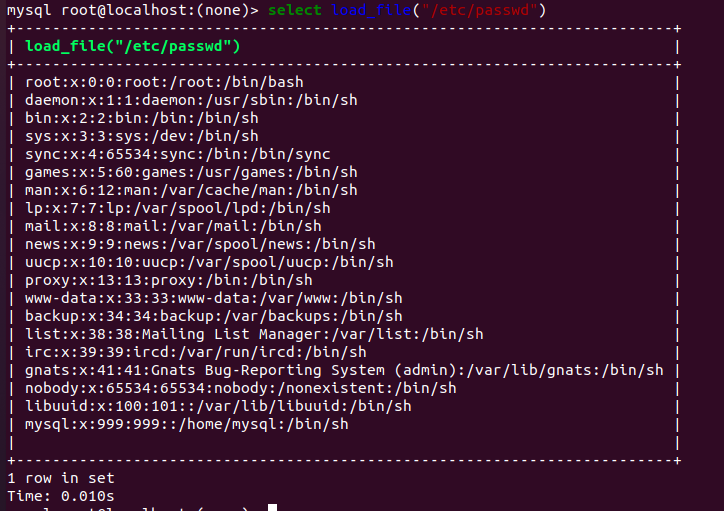 mysql root@localhost:(none)> select load_file("/etc/passwd")
+-----------------------------------------------------------------------+
| load_file("/etc/passwd") |
+-----------------------------------------------------------------------+
| root:x:0:0:root:/root:/bin/bash |
| daemon:x:1:1:daemon:/usr/sbin:/bin/sh |
| bin:x:2:2:bin:/bin:/bin/sh |
| sys:x:3:3:sys:/dev:/bin/sh |
| sync:x:4:65534:sync:/bin:/bin/sync |
| games:x:5:60:games:/usr/games:/bin/sh |
| man:x:6:12:man:/var/cache/man:/bin/sh |
| lp:x:7:7:lp:/var/spool/lpd:/bin/sh |
| mail:x:8:8:mail:/var/mail:/bin/sh |
| news:x:9:9:news:/var/spool/news:/bin/sh |
| uucp:x:10:10:uucp:/var/spool/uucp:/bin/sh |
| proxy:x:13:13:proxy:/bin:/bin/sh |
| www-data:x:33:33:www-data:/var/www:/bin/sh |
| backup:x:34:34:backup:/var/backups:/bin/sh |
| list:x:38:38:Mailing List Manager:/var/list:/bin/sh |
| irc:x:39:39:ircd:/var/run/ircd:/bin/sh |
| gnats:x:41:41:Gnats Bug-Reporting System (admin):/var/lib/gnats:/bin/sh |
| nobody:x:65534:65534:nobody:/nonexistent:/bin/sh |
| libuuid:x:100:101::/var/lib/libuuid:/bin/sh |
| mysql:x:999:999::/home/mysql:/bin/sh |
| |
+-----------------------------------------------------------------------+
1 row in set
Time: 0.010s